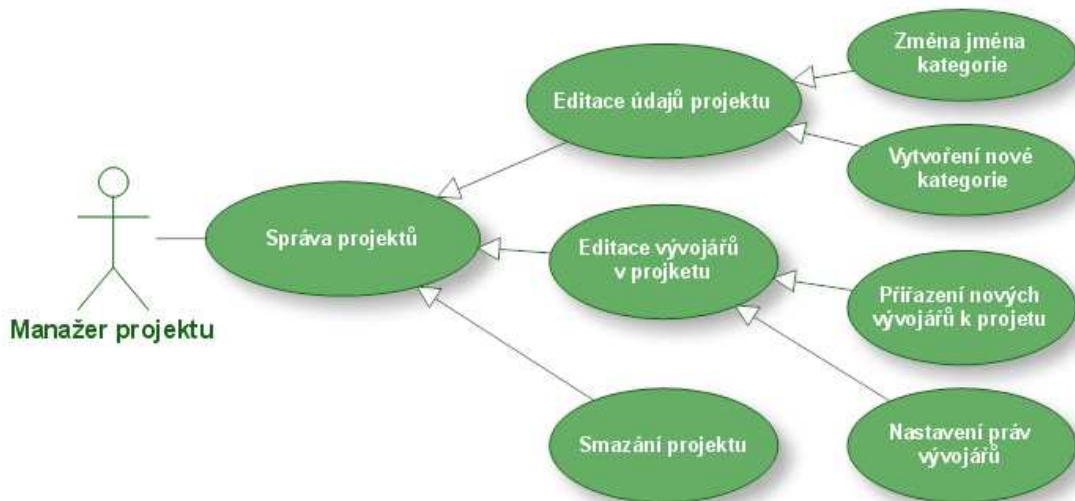 Změna jména
kategorie
Editace údajů projektu
Vytvoření nové
kategorie
Správa projektů
Editace vývojářů
v projketu
Přiřazení nových
vývojářů k projetu
Manažer projektu
Smazání projektu
Nastavení práv
vývojářů